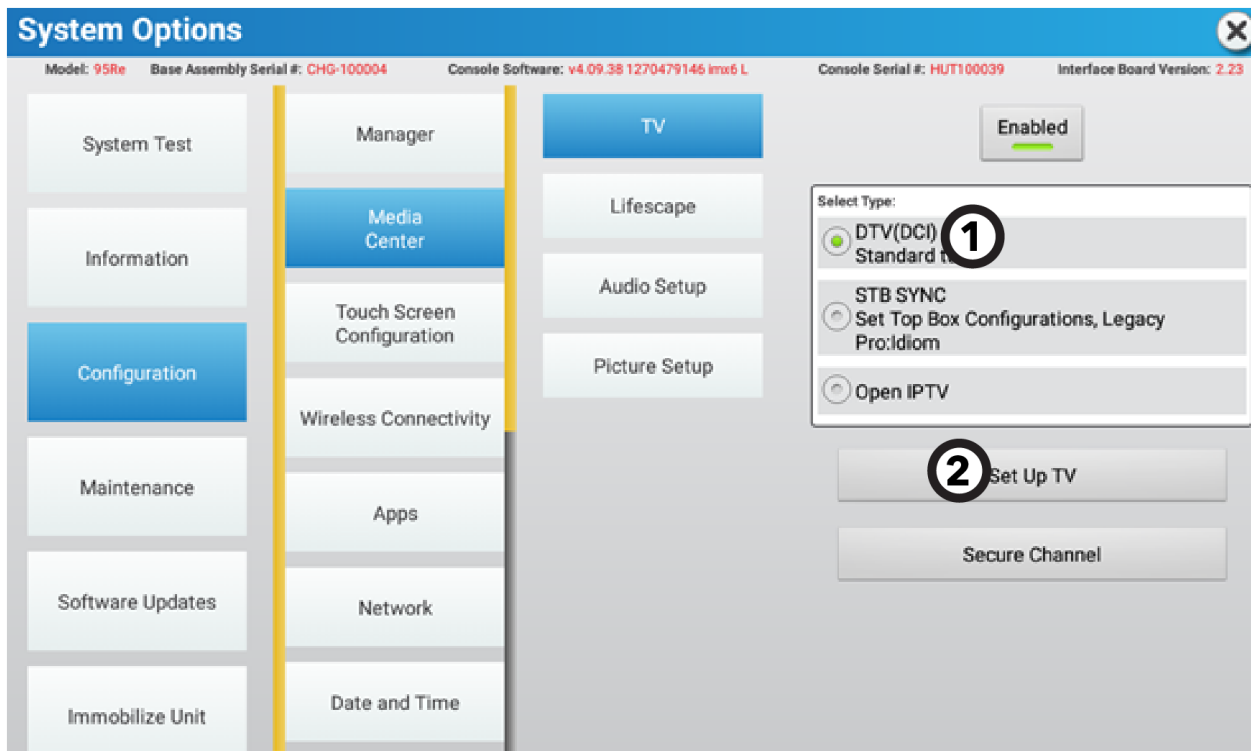 System Options
Model: 95Re Base Assembly Serial #: CHG-100004 Console Software: v4.09.38 1270479146 imx6 L Console Serial #: HUT100039 Interface Board Version: 2.23
System Test
Information
Configuration
Maintenance
Software Updates
Immobilize Unit
Manager
Media
Center
Touch Screen
Configuration
Wireless Connectivity
Apps
Network
Date and Time
TV
Lifescape
Audio Setup
Picture Setup
Enabled
Select Type:
DTV(DCI) 1
Standard
STB SYNC
Set Top Box Configurations, Legacy
Pro:Idiom
Open IPTV
2 Set Up TV
Secure Channel